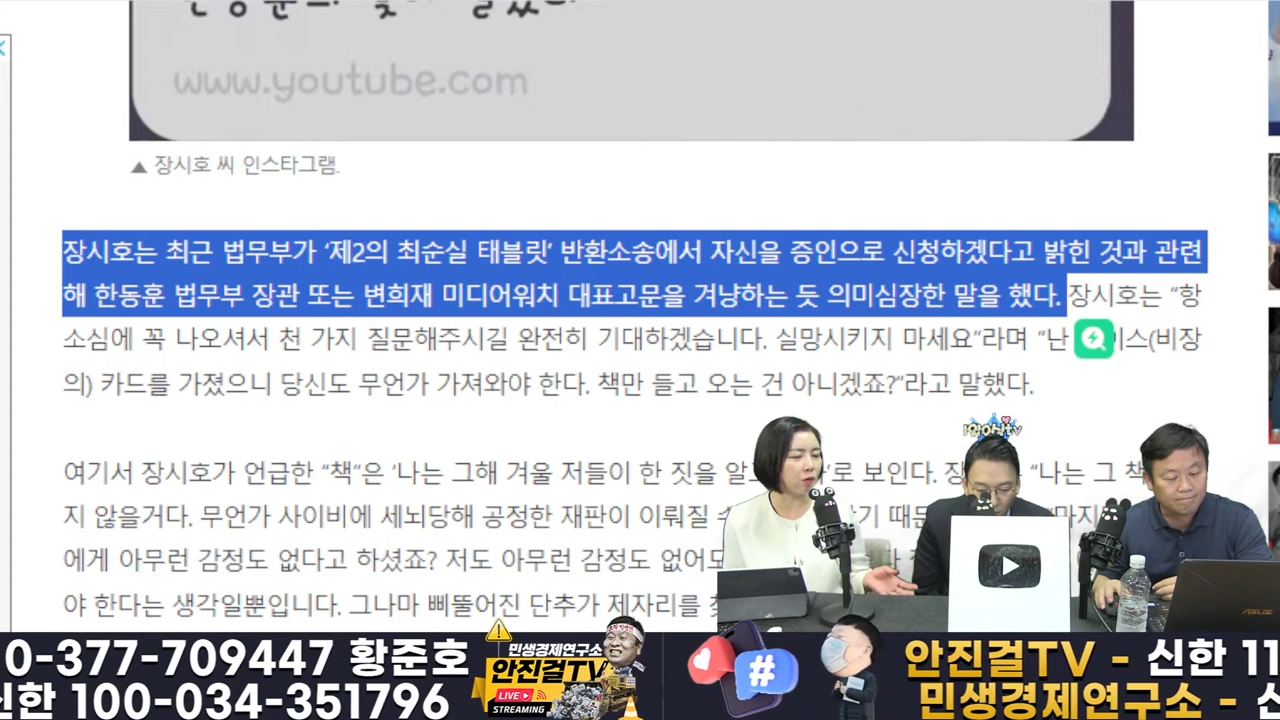 www.youtube.com
▲ 장시호 씨 인스타그램.
장시호는 최근 법무부가 ‘제2의 최순실 태블릿’ 반환소송에서 자신을 증인으로 신청하겠다고 밝힌 것과 관련
해 한동훈 법무부 장관 또는 변희재 미디어워치 대표고문을 겨냥하는 듯 의미심장한 말을 했다. 장시호는 “항
소심에 꼭 나오셔서 천 가지 질문해주시길 완전히 기대하겠습니다. 실망시키지 마세요”라며 “난 이스(비장
의) 카드를 가졌으니 당신도 무언가 가져와야 한다. 책만 들고 오는 건 아니겠죠?”라고 말했다.
여기서 장시호가 언급한 “책”은 ‘나는 그해 겨울 저들이 한 짓을 로 보인다. “나는 그 책
지 않을거다. 무언가 사이비에 세뇌당해 공정한 재판이 이뤄질
에게 아무런 감정도 없다고 하셨죠? 저도 아무런 감정도
야 한다는 생각일뿐입니다. 그나마 삐뚤어진 단추가 제자리를
0-377-709447 황준호
신한 100-034-351796
민생경제연구소
안진걸TV
LIVE
STREAMING
#
안진걸TV - 신한 11
민생경제연구소 -
ASUS